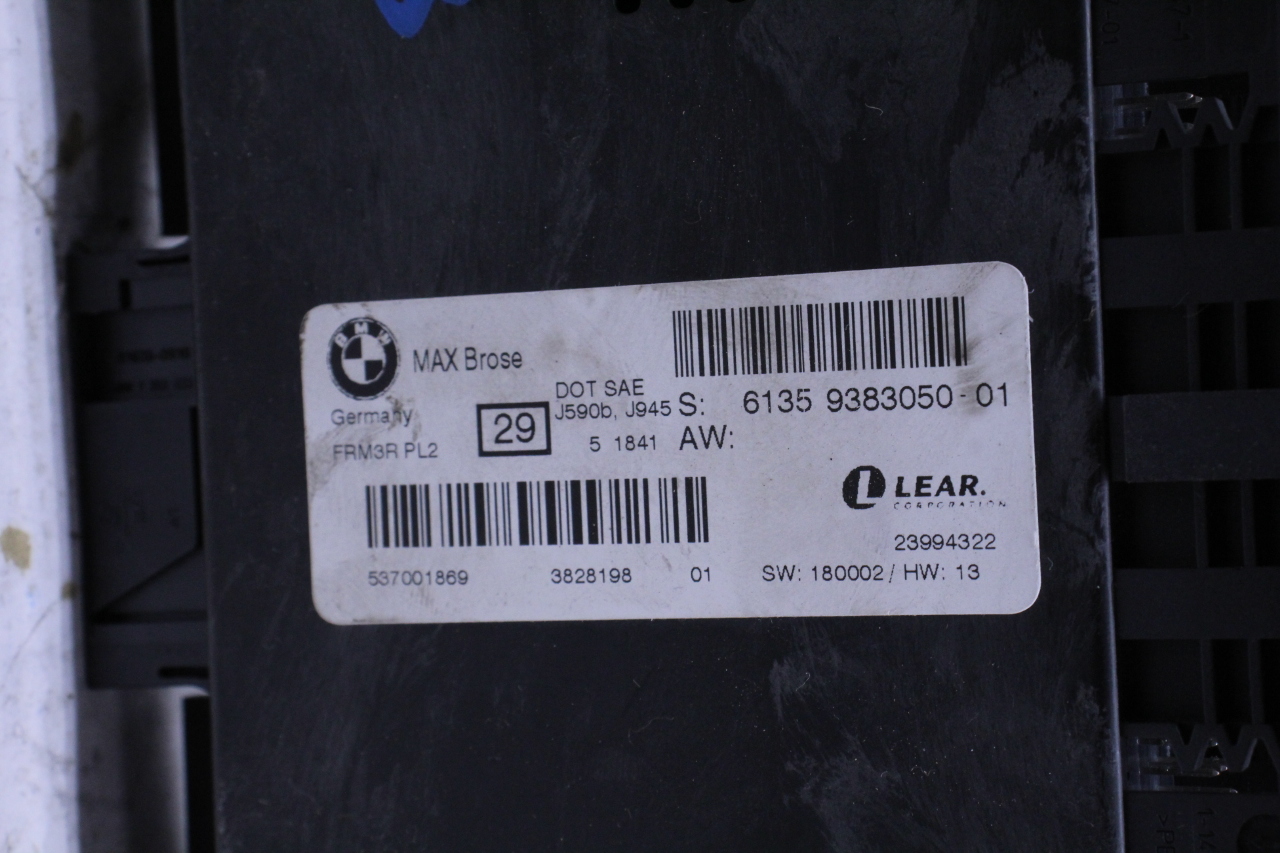 BMW
MAX Brose
Germany
FRM3R PL2
29
DOT SAE
J590b, J945
5 1841
S: 6135 9383050-01
AW:
L LEAR.
CORPORATION
23994322
537001869 3828198 01
SW: 180002 / HW: 13